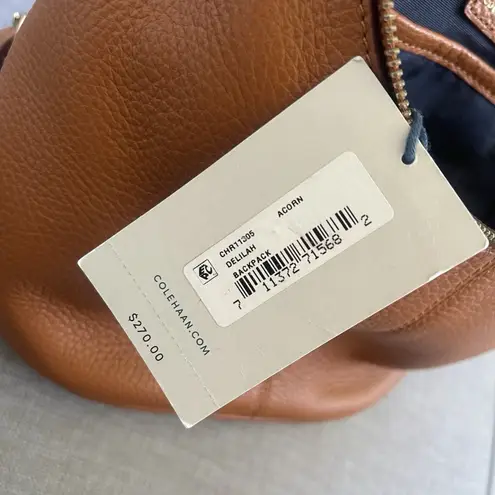 CHR11305 ACORN
DELILAH
BACKPACK
7 11372 71568 2
COLEHAAN.COM
$270.00